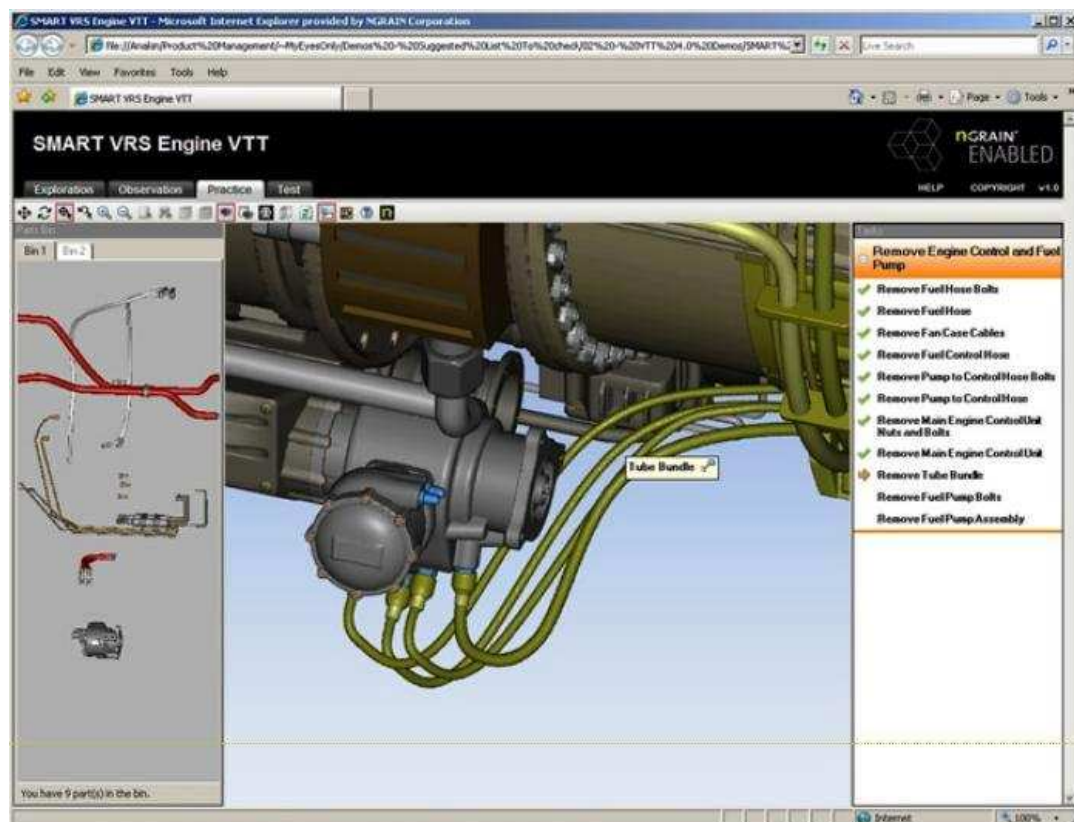 SMART VRS Engine VTT - Microsoft Internet Explorer provided by NGRAIN Corporation
Live Search
File Edit View Favorites Tools Help
SMART VRS Engine VTT
Page Tools
SMART VRS Engine VTT
nGRAIN
ENABLED
Exploration Observation Practice Test
HELP COPYRIGHT v1.0
Parts Bin
Tasks
Bin 1 Bin 2
Remove Engine Control and Fuel
Pump
Remove Fuel Hose Bolts
Remove Fuel Hose
Remove Fan Case Cables
Remove Fuel Control Hose
Remove Pump to Control Hose Bolts
Remove Pump to Control Hose
Remove Main Engine Control Unit
Nuts and Bolts
Remove Main Engine Control Unit
Remove Tube Bundle
Remove Fuel Pump Bolts
Remove Fuel Pump Assembly
Tube Bundle
You have 9 part(s) in the bin.
Internet
100%